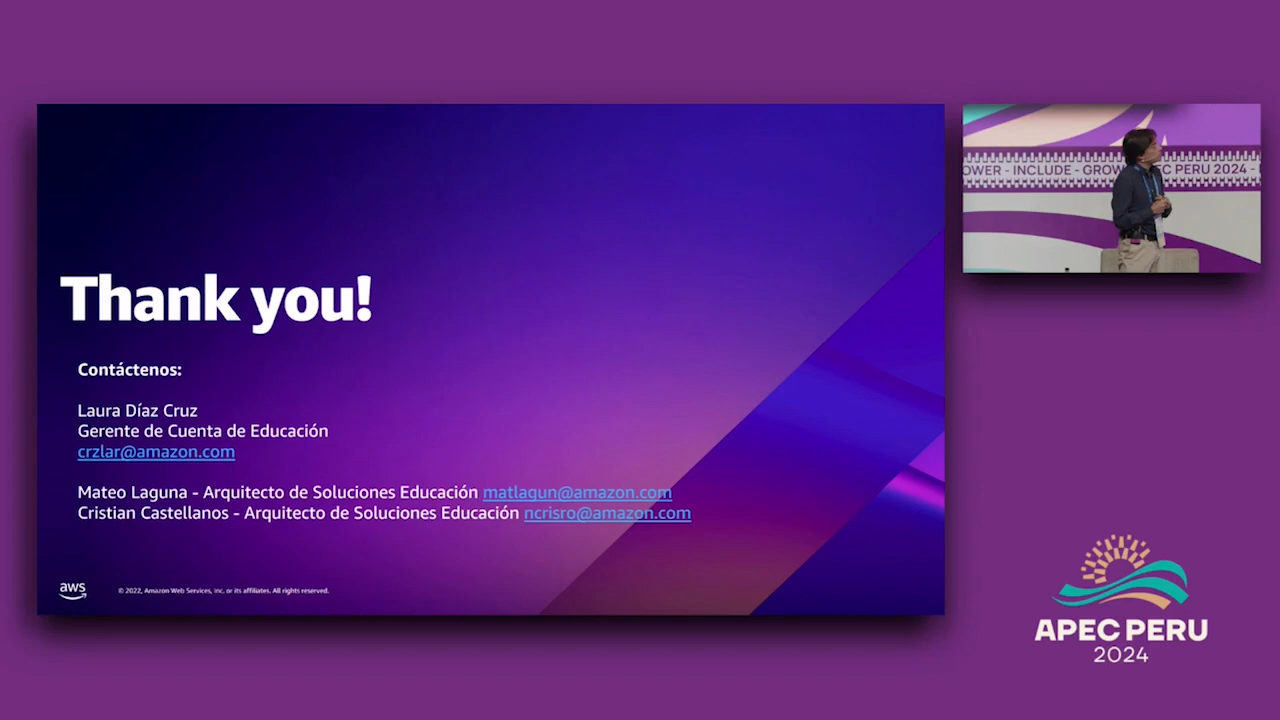 Thank you!
Contáctenos:
Laura Díaz Cruz
Gerente de Cuenta de Educación
crzlar@amazon.com
Mateo Laguna - Arquitecto de Soluciones Educación matlagun@amazon.com
Cristian Castellanos - Arquitecto de Soluciones Educación ncrisro@amazon.com
aws
© 2022, Amazon Web Services, Inc. or its affiliates. All rights reserved.
OWER - INCLUDE - GROW EC PERU 2024 -
APEC PERU
2024